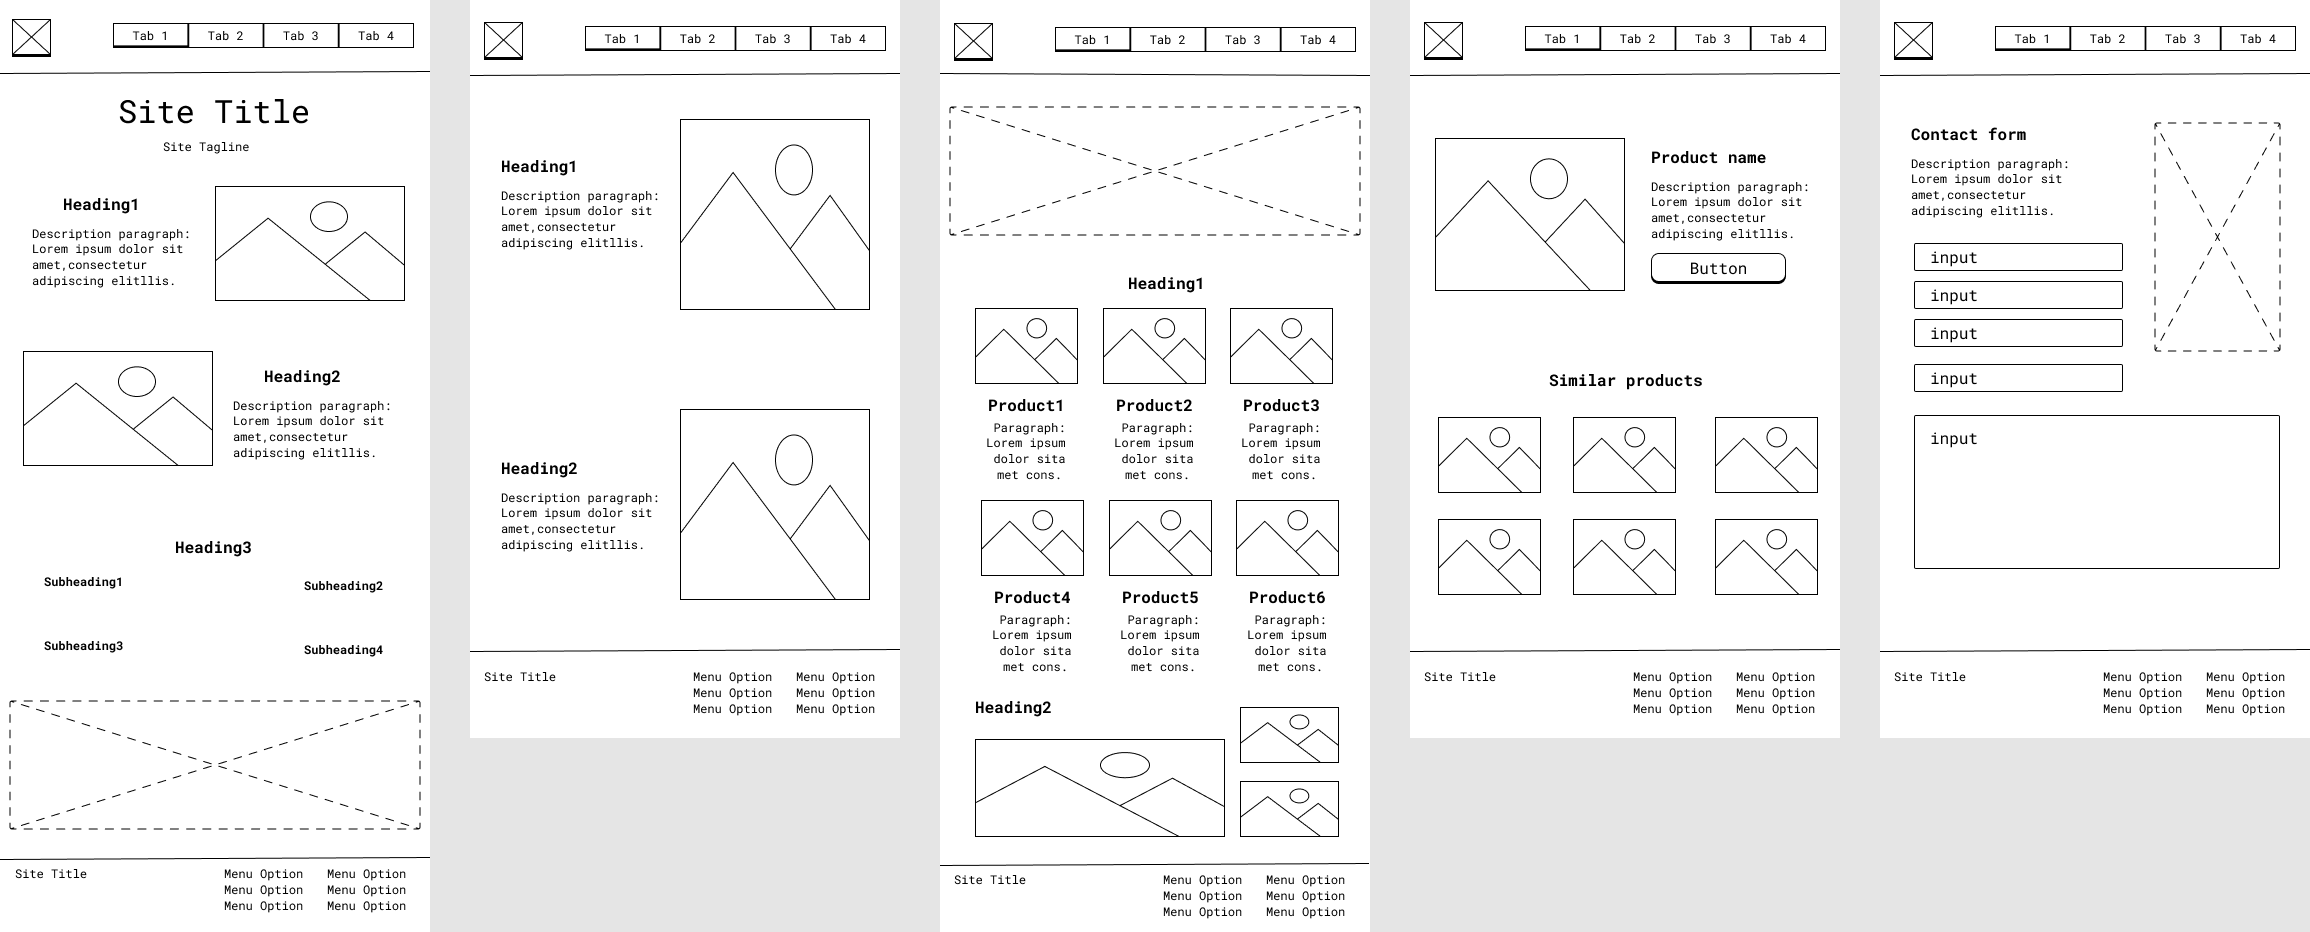 Tab 1 Tab 2 Tab 3 Tab 4
Site Title
Site Tagline
Heading1
Description paragraph:
Lorem ipsum dolor sit
amet,consectetur
adipiscing elitllis.
Heading2
Description paragraph:
Lorem ipsum dolor sit
amet,consectetur
adipiscing elitllis.
Heading3
Subheading1
Subheading2
Subheading3
Subheading4
Site Title
Menu Option Menu Option
Menu Option Menu Option
Menu Option Menu Option
Tab 1 Tab 2 Tab 3 Tab 4
Heading1
Description paragraph:
Lorem ipsum dolor sit
amet,consectetur
adipiscing elitllis.
Heading2
Description paragraph:
Lorem ipsum dolor sit
amet,consectetur
adipiscing elitllis.
Site Title
Menu Option Menu Option
Menu Option Menu Option
Menu Option Menu Option
Tab 1 Tab 2 Tab 3 Tab 4
Heading1
Product1
Paragraph:
Lorem ipsum
dolor sita
met cons.
Product2
Paragraph:
Lorem ipsum
dolor sita
met cons.
Product3
Paragraph:
Lorem ipsum
dolor sita
met cons.
Product4
Paragraph:
Lorem ipsum
dolor sita
met cons.
Product5
Paragraph:
Lorem ipsum
dolor sita
met cons.
Product6
Paragraph:
Lorem ipsum
dolor sita
met cons.
Heading2
Site Title
Menu Option Menu Option
Menu Option Menu Option
Menu Option Menu Option
Tab 1 Tab 2 Tab 3 Tab 4
Product name
Description paragraph:
Lorem ipsum dolor sit
amet,consectetur
adipiscing elitllis.
Button
Similar products
Site Title
Menu Option Menu Option
Menu Option Menu Option
Menu Option Menu Option
Tab 1 Tab 2 Tab 3 Tab 4
Contact form
Description paragraph:
Lorem ipsum dolor sit
amet,consectetur
adipiscing elitllis.
input
input
input
input
input
Site Title
Menu Option Menu Option
Menu Option Menu Option
Menu Option Menu Option